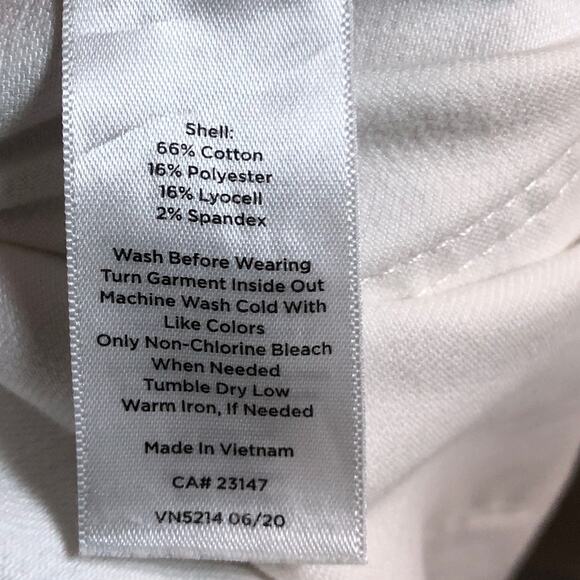 Shell:
66% Cotton
16% Polyester
16% Lyocell
2% Spandex
Wash Before Wearing
Turn Garment Inside Out
Machine Wash Cold With
Like Colors
Only Non-Chlorine Bleach
When Needed
Tumble Dry Low
Warm Iron, If Needed
Made In Vietnam
CA# 23147
VN5214 06/20